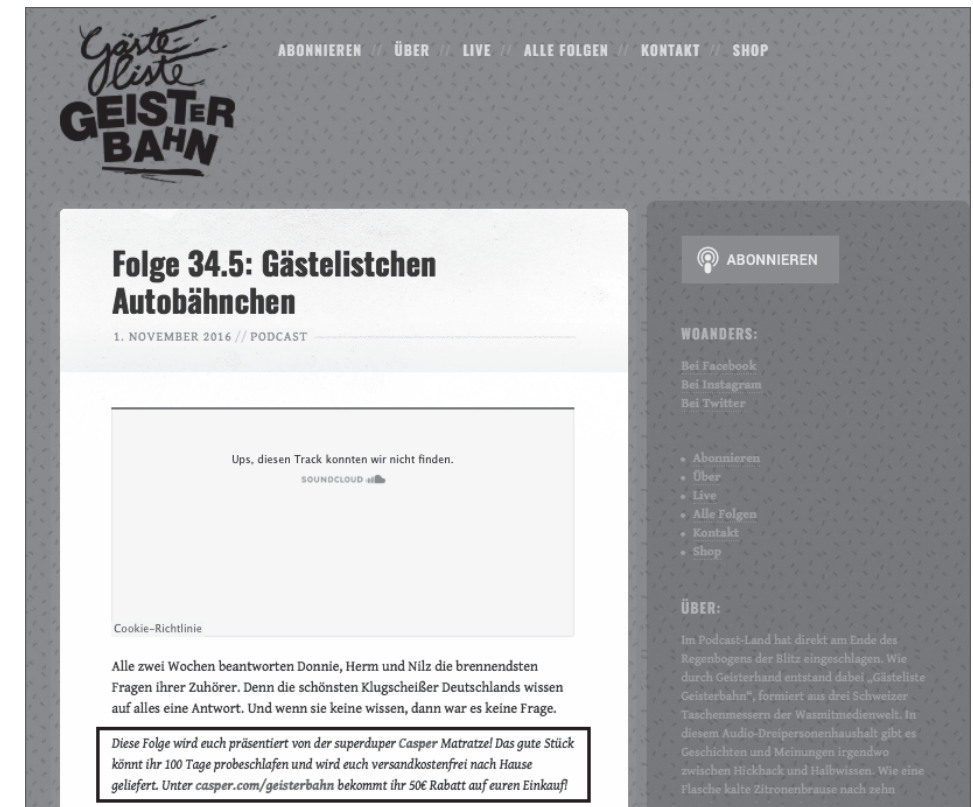 Gäste-
liste
GEISTER
BAHN
ABONNIEREN // ÜBER // LIVE // ALLE FOLGEN // KONTAKT // SHOP
Folge 34.5: Gästelistchen
Autobähnchen
1. NOVEMBER 2016 // PODCAST
Ups, diesen Track konnten wir nicht finden.
SOUNDCLOUD
Cookie-Richtlinie
Alle zwei Wochen beantworten Donnie, Herm und Nilz die brennendsten
Fragen ihrer Zuhörer. Denn die schönsten Klugscheißer Deutschlands wissen
auf alles eine Antwort. Und wenn sie keine wissen, dann war es keine Frage.
Diese Folge wird euch präsentiert von der superduper Casper Matratze! Das gute Stück
könnt ihr 100 Tage probeschlafen und wird euch versandkostenfrei nach Hause
geliefert. Unter casper.com/geisterbahn bekommt ihr 50€ Rabatt auf euren Einkauf!
ABONNIEREN
WOANDERS:
Bei Facebook
Bei Instagram
Bei Twitter
Abonnieren
Über
Live
Alle Folgen
Kontakt
Shop
ÜBER:
Im Podcast-Land hat direkt am Ende des
Regenbogens der Blitz eingeschlagen. Wie
durch Geisterhand entstand dabei „Gästeliste
Geisterbahn“, formiert aus drei Schweizer
Taschenmessern der Wasmitmedienwelt. In
diesem Audio-Dreipersonenhaushalt gibt es
Geschichten und Meinungen irgendwo
zwischen Hickhack und Halbwissen. Wie eine
Flasche kalte Zitronenbrause nach zehn